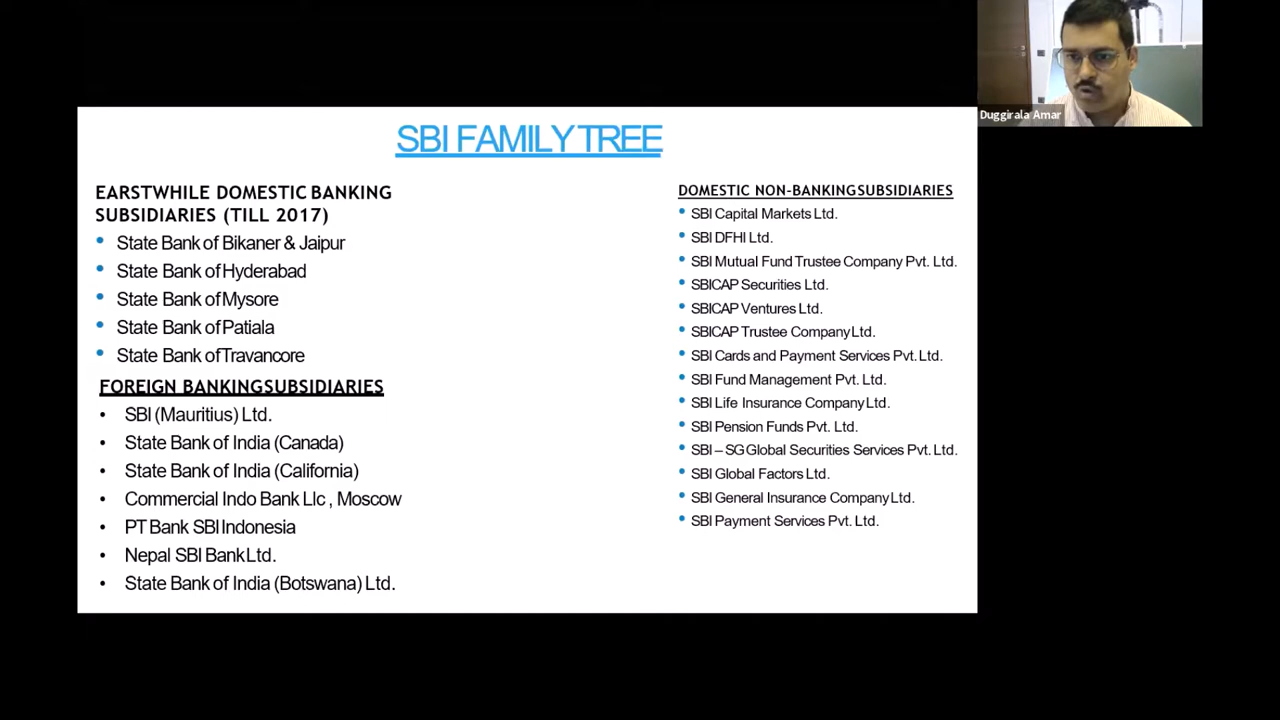 SBI FAMILY TREE
EARSTWHILE DOMESTIC BANKING
SUBSIDIARIES (TILL 2017)
• State Bank of Bikaner & Jaipur
• State Bank of Hyderabad
• State Bank of Mysore
• State Bank of Patiala
• State Bank of Travancore
FOREIGN BANKING SUBSIDIARIES
• SBI (Mauritius) Ltd.
• State Bank of India (Canada)
• State Bank of India (California)
• Commercial Indo Bank Llc , Moscow
• PT Bank SBI Indonesia
• Nepal SBI Bank Ltd.
• State Bank of India (Botswana) Ltd.
DOMESTIC NON-BANKING SUBSIDIARIES
• SBI Capital Markets Ltd.
• SBI DFHI Ltd.
• SBI Mutual Fund Trustee Company Pvt. Ltd.
• SBICAP Securities Ltd.
• SBICAP Ventures Ltd.
• SBICAP Trustee Company Ltd.
• SBI Cards and Payment Services Pvt. Ltd.
• SBI Fund Management Pvt. Ltd.
• SBI Life Insurance Company Ltd.
• SBI Pension Funds Pvt. Ltd.
• SBI – SG Global Securities Services Pvt. Ltd.
• SBI Global Factors Ltd.
• SBI General Insurance Company Ltd.
• SBI Payment Services Pvt. Ltd.
Duggirala Amar